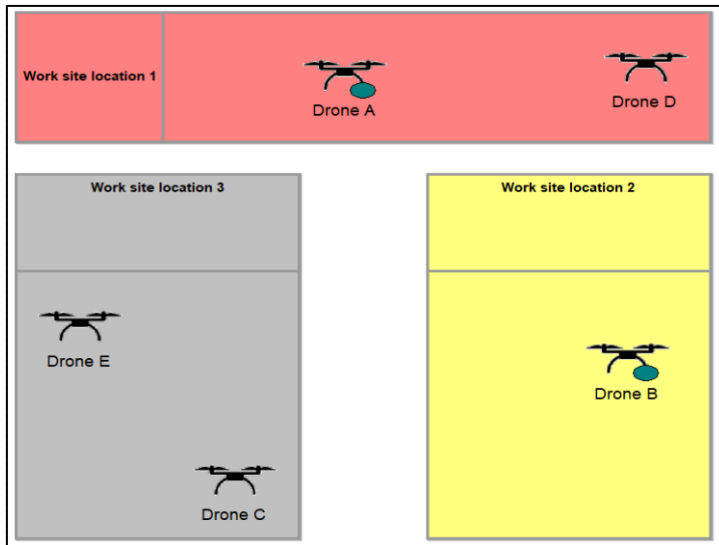 Work site location 1
Drone A
Drone D
Work site location 3
Work site location 2
Drone E
Drone B
Drone C